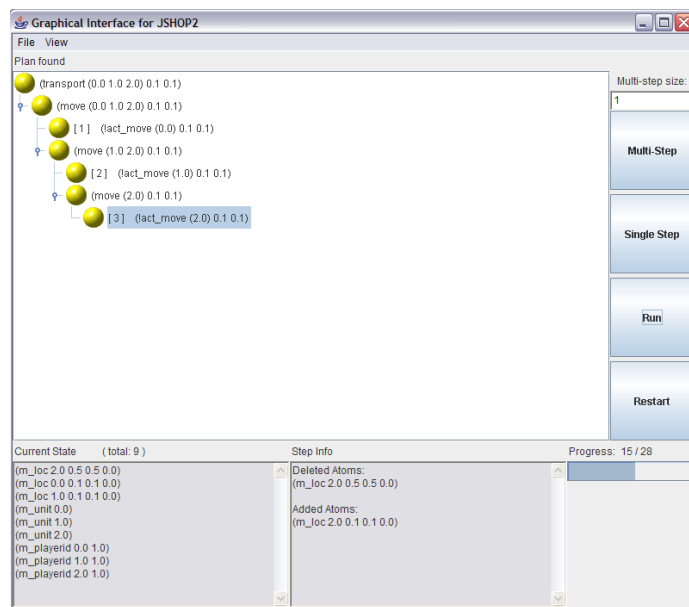 Graphical Interface for JSHOP2
File View
Plan found
(transport (0.0 1.0 2.0) 0.1 0.1)
(move (0.0 1.0 2.0) 0.1 0.1)
[ 1 ] (!act_move (0.0) 0.1 0.1)
(move (1.0 2.0) 0.1 0.1)
[ 2 ] (!act_move (1.0) 0.1 0.1)
(move (2.0) 0.1 0.1)
[ 3 ] (!act_move (2.0) 0.1 0.1)
Multi-step size:
1
Multi-Step
Single Step
Run
Restart
Current State ( total: 9 )
(m_loc 2.0 0.5 0.5 0.0)
(m_loc 0.0 0.1 0.1 0.0)
(m_loc 1.0 0.1 0.1 0.0)
(m_unit 0.0)
(m_unit 1.0)
(m_unit 2.0)
(m_playerid 0.0 1.0)
(m_playerid 1.0 1.0)
(m_playerid 2.0 1.0)
Step Info
Deleted Atoms:
(m_loc 2.0 0.5 0.5 0.0)
Added Atoms:
(m_loc 2.0 0.1 0.1 0.0)
Progress: 15 / 28